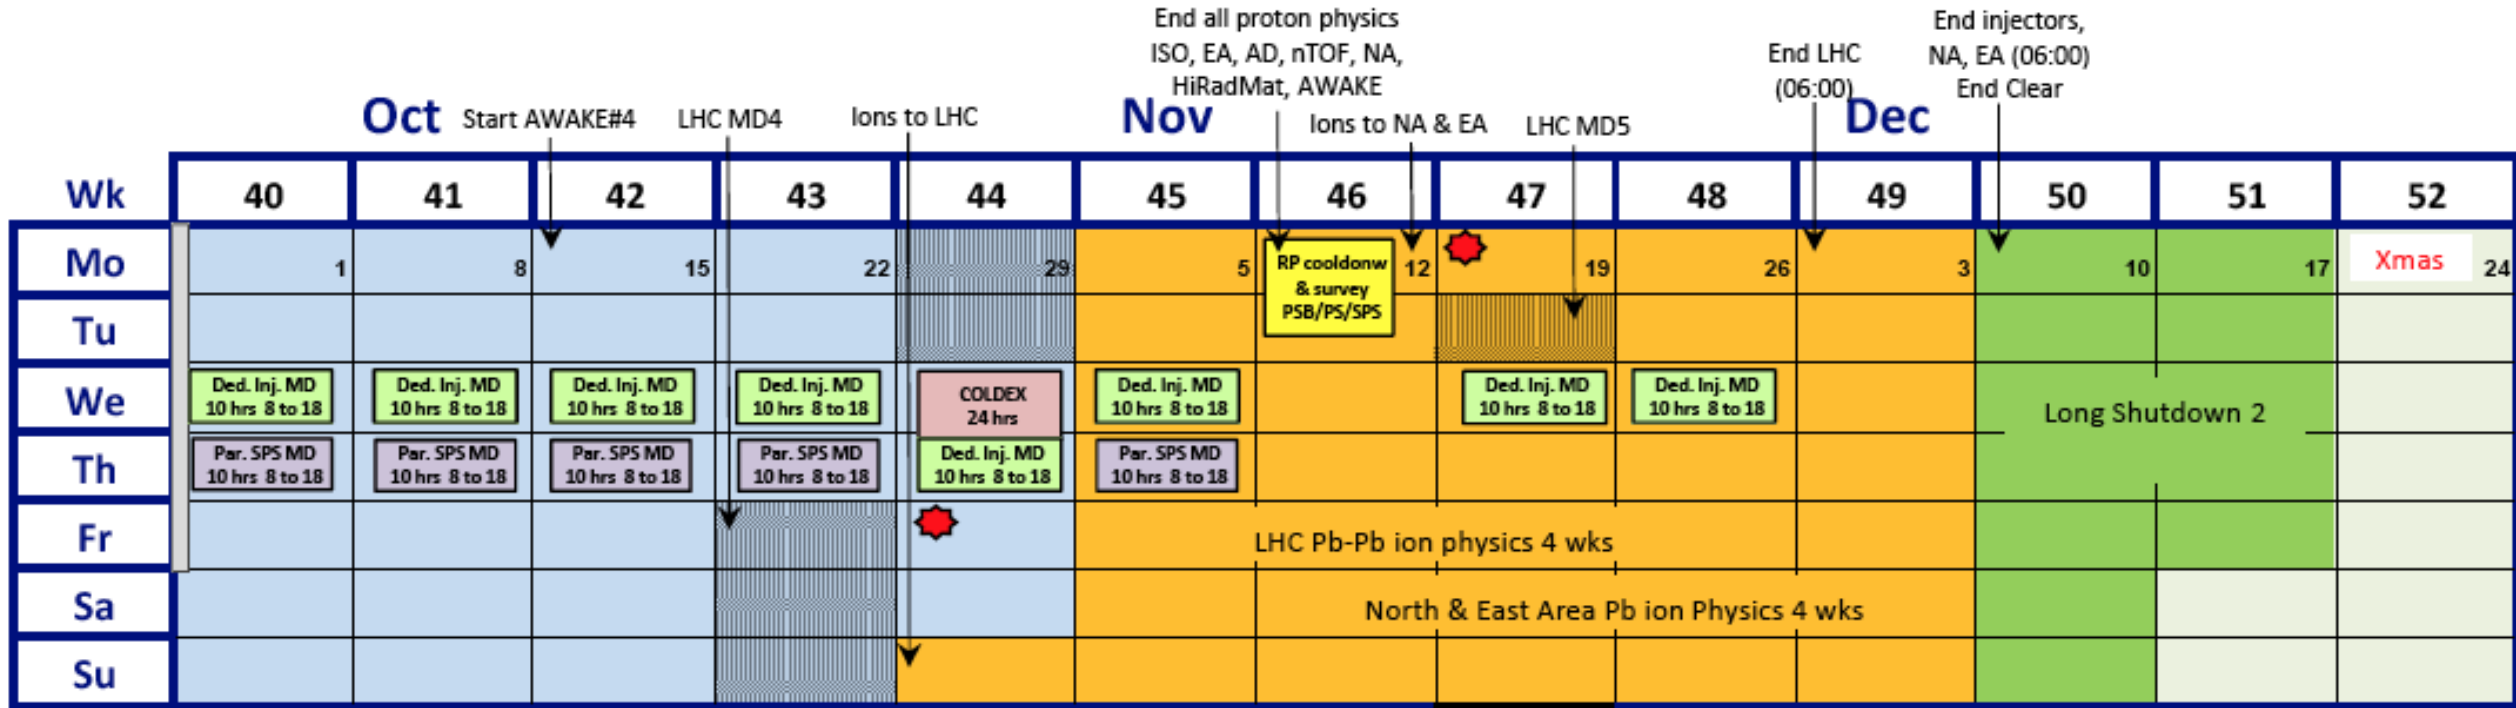 End all proton physics
ISO, EA, AD, nTOF, NA,
HiRadMat, AWAKE
End injectors,
NA, EA (06:00)
End Clear
End LHC
(06:00)
Oct
Start AWAKE#4
LHC MD4
Ions to LHC
Nov
Ions to NA & EA
LHC MD5
Dec
Wk 40 41 42 43 44 45 46 47 48 49 50 51 52
Mo 1 8 15 22 29 5 12 19 26 3 10 17 24
RP cooldonw
& survey
PSB/PS/SPS
Xmas
Tu
We
Ded. Inj. MD
10 hrs 8 to 18
Ded. Inj. MD
10 hrs 8 to 18
Ded. Inj. MD
10 hrs 8 to 18
Ded. Inj. MD
10 hrs 8 to 18
COLDEX
24 hrs
Ded. Inj. MD
10 hrs 8 to 18
Ded. Inj. MD
10 hrs 8 to 18
Ded. Inj. MD
10 hrs 8 to 18
Long Shutdown 2
Th
Par. SPS MD
10 hrs 8 to 18
Par. SPS MD
10 hrs 8 to 18
Par. SPS MD
10 hrs 8 to 18
Par. SPS MD
10 hrs 8 to 18
Ded. Inj. MD
10 hrs 8 to 18
Par. SPS MD
10 hrs 8 to 18
Fr
LHC Pb-Pb ion physics 4 wks
Sa
North & East Area Pb ion Physics 4 wks
Su